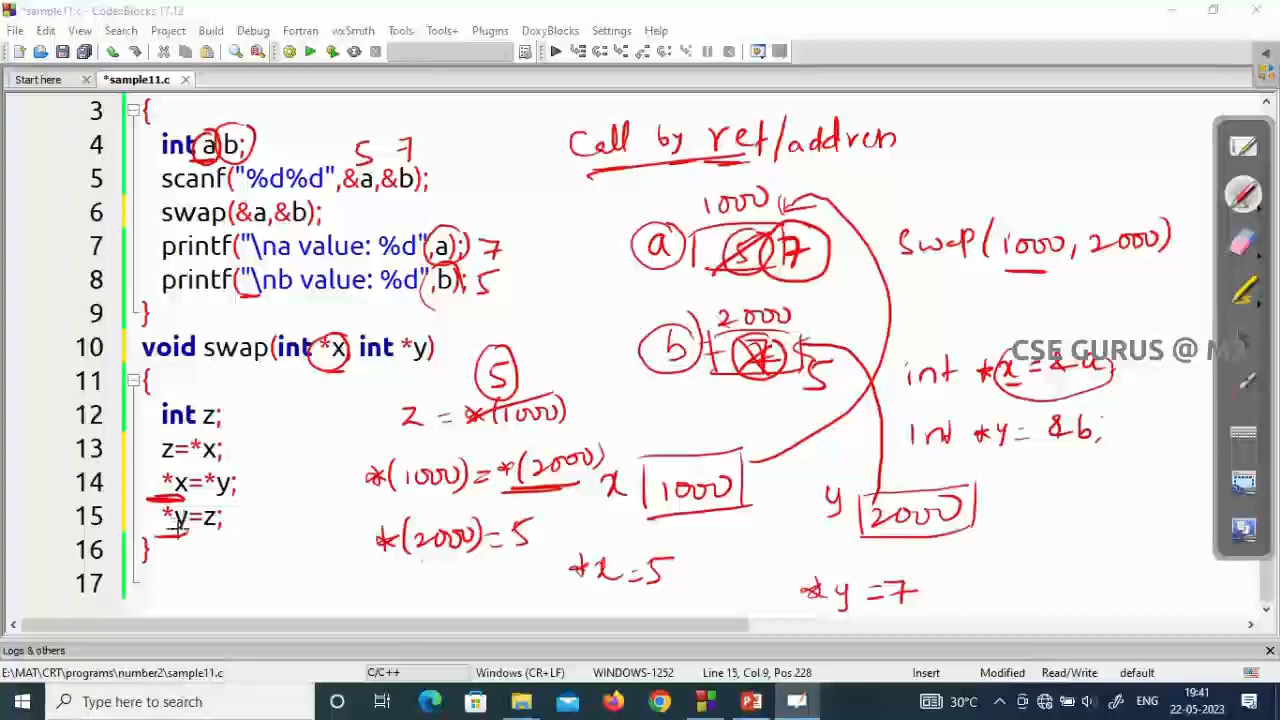 *sample11.c - Code::Blocks 17.12
File Edit View Search Project Build Debug Fortran wxSmith Tools Tools+ Plugins DoxyBlocks Settings Help
Start here *sample11.c
3 {
4 int a,b;
5 7
5 scanf("%d%d",&a,&b);
6 swap(&a,&b);
7 printf("\na value: %d",a); 7
8 printf("\nb value: %d",b); 5
9 }
10 void swap(int *x, int *y)
11 {
12 int z;
13 z=*x;
14 *x=*y;
15 *y=z;
16 }
17
Call by ref/address
1000
a 5 7
swap(1000, 2000)
2000
b 5
5
CSE GURUS @ M
int *x = &a;
int *y = &b;
5
z = *(1000)
*(1000) = *(2000)
x 1000
y 2000
*(2000) = 5
*x = 5
*y = 7
Logs & others
E:\MAT\CRT\programs\number2\sample11.c C/C++ Windows (CR+LF) WINDOWS-1252 Line 15, Col 9, Pos 228 Insert Modified Read/Write default
Type here to search
30°C ENG 19:41
22-05-2023